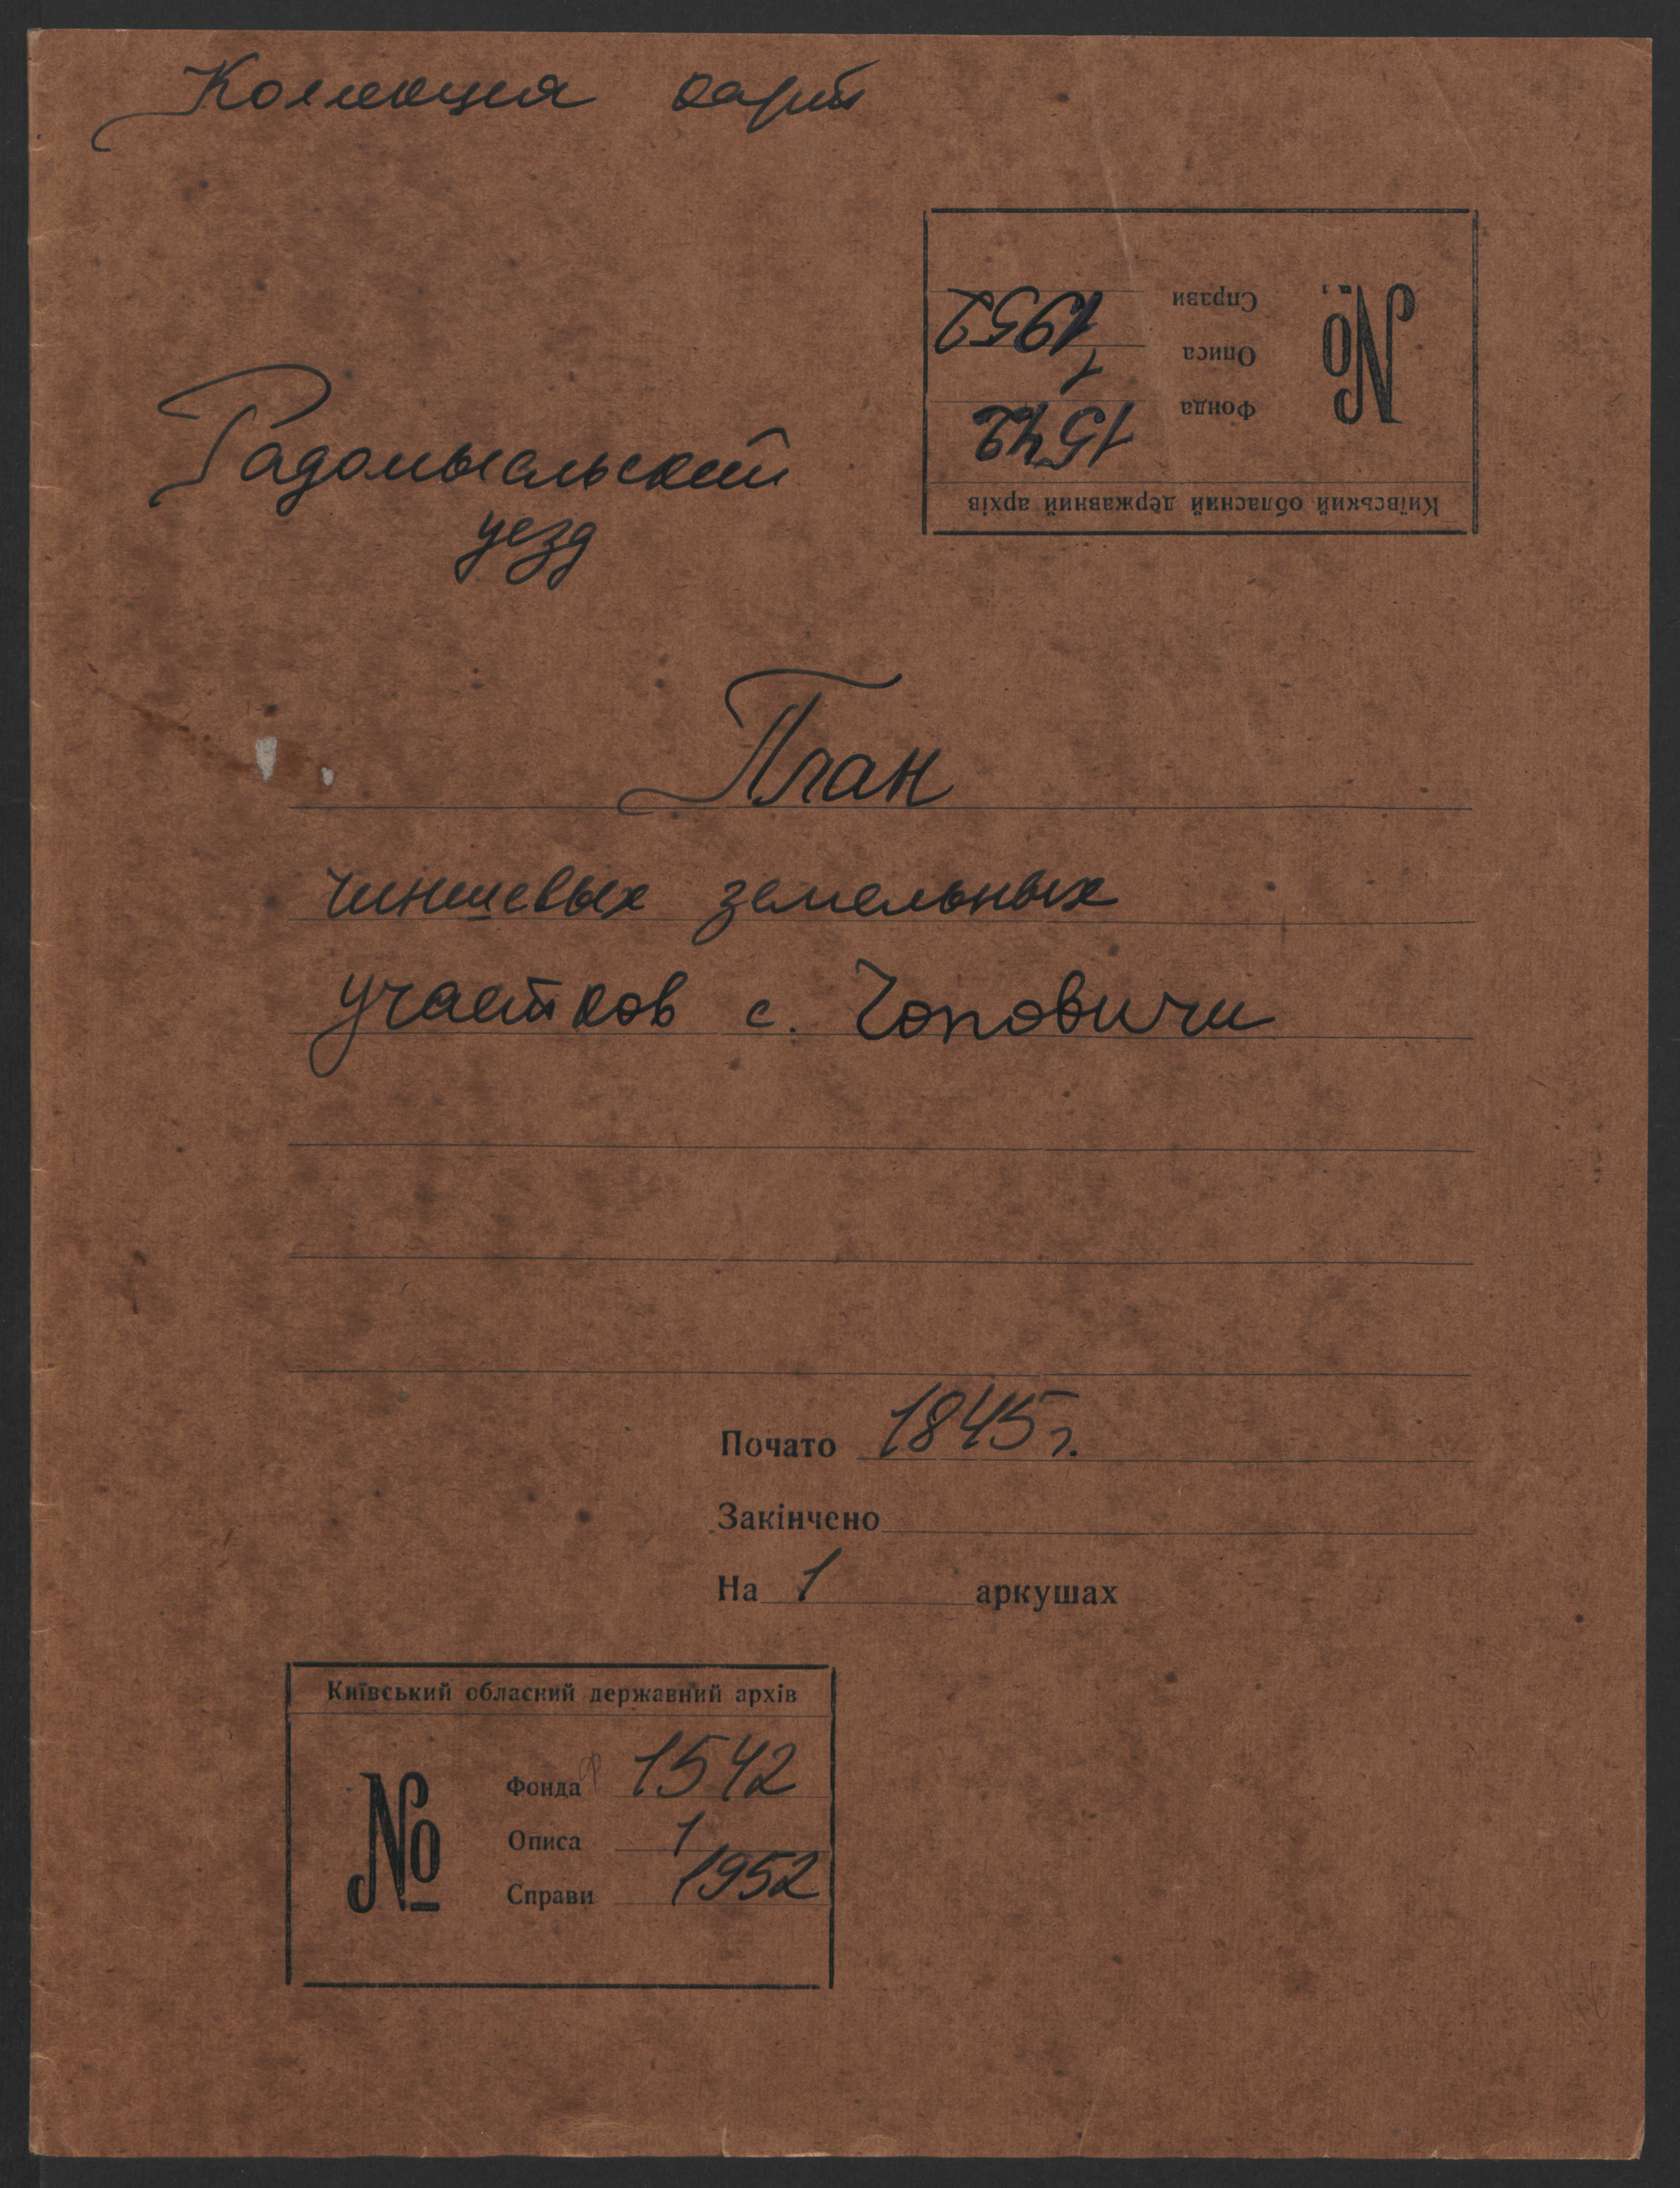 Коллекция карт
Київський обласний державний архів
№
Фонда 1542
Описа 1
Справи 1952
Радомысльский
уезд
План
чиншевых земельных
участков с. Чоповичи
Почато 1845 г.
Закінчено
На 1 аркушах
Київський обласний державний архів
№
Фонда 1542
Описа 1
Справи 1952